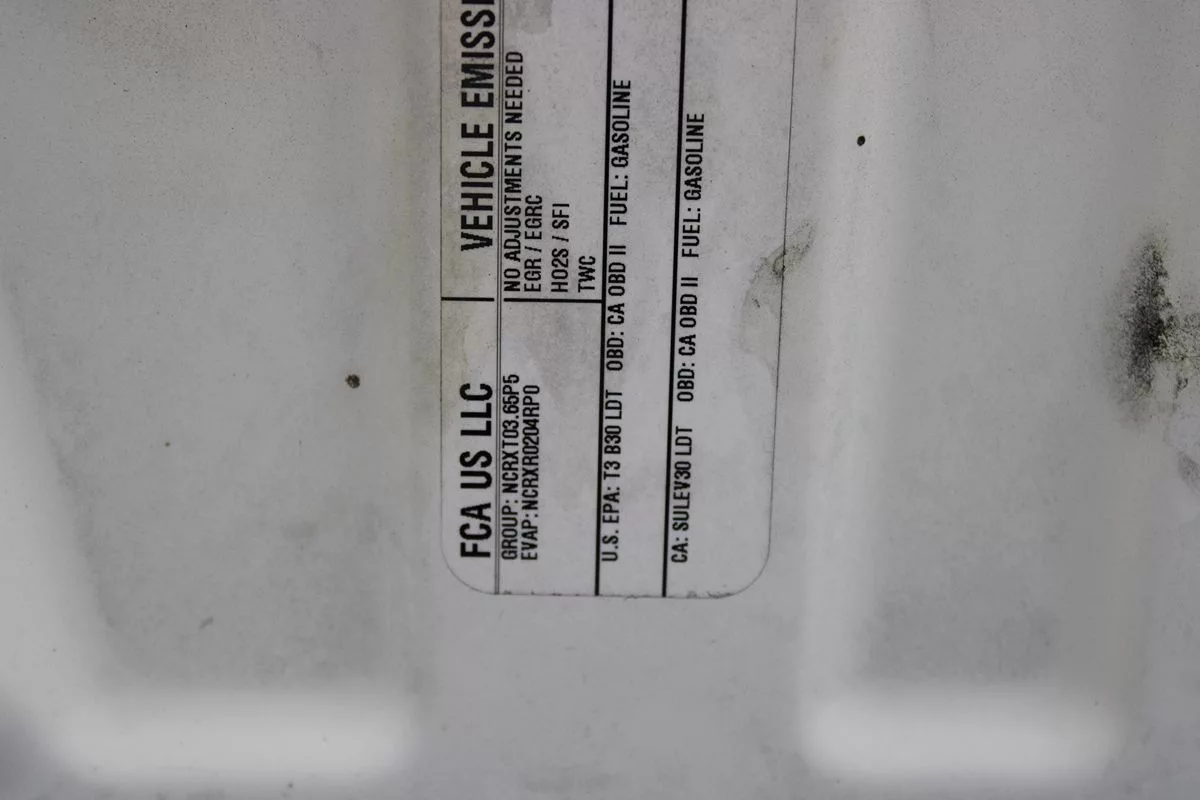 FCA US LLC
VEHICLE EMISSI
GROUP: NCRXT03.65P5
EVAP: NCRXR0204RP0
NO ADJUSTMENTS NEEDED
EGR / EGRC
HO2S / SFI
TWC
U.S. EPA: T3 B30 LDT OBD: CA OBD II FUEL: GASOLINE
CA: SULEV30 LDT OBD: CA OBD II FUEL: GASOLINE